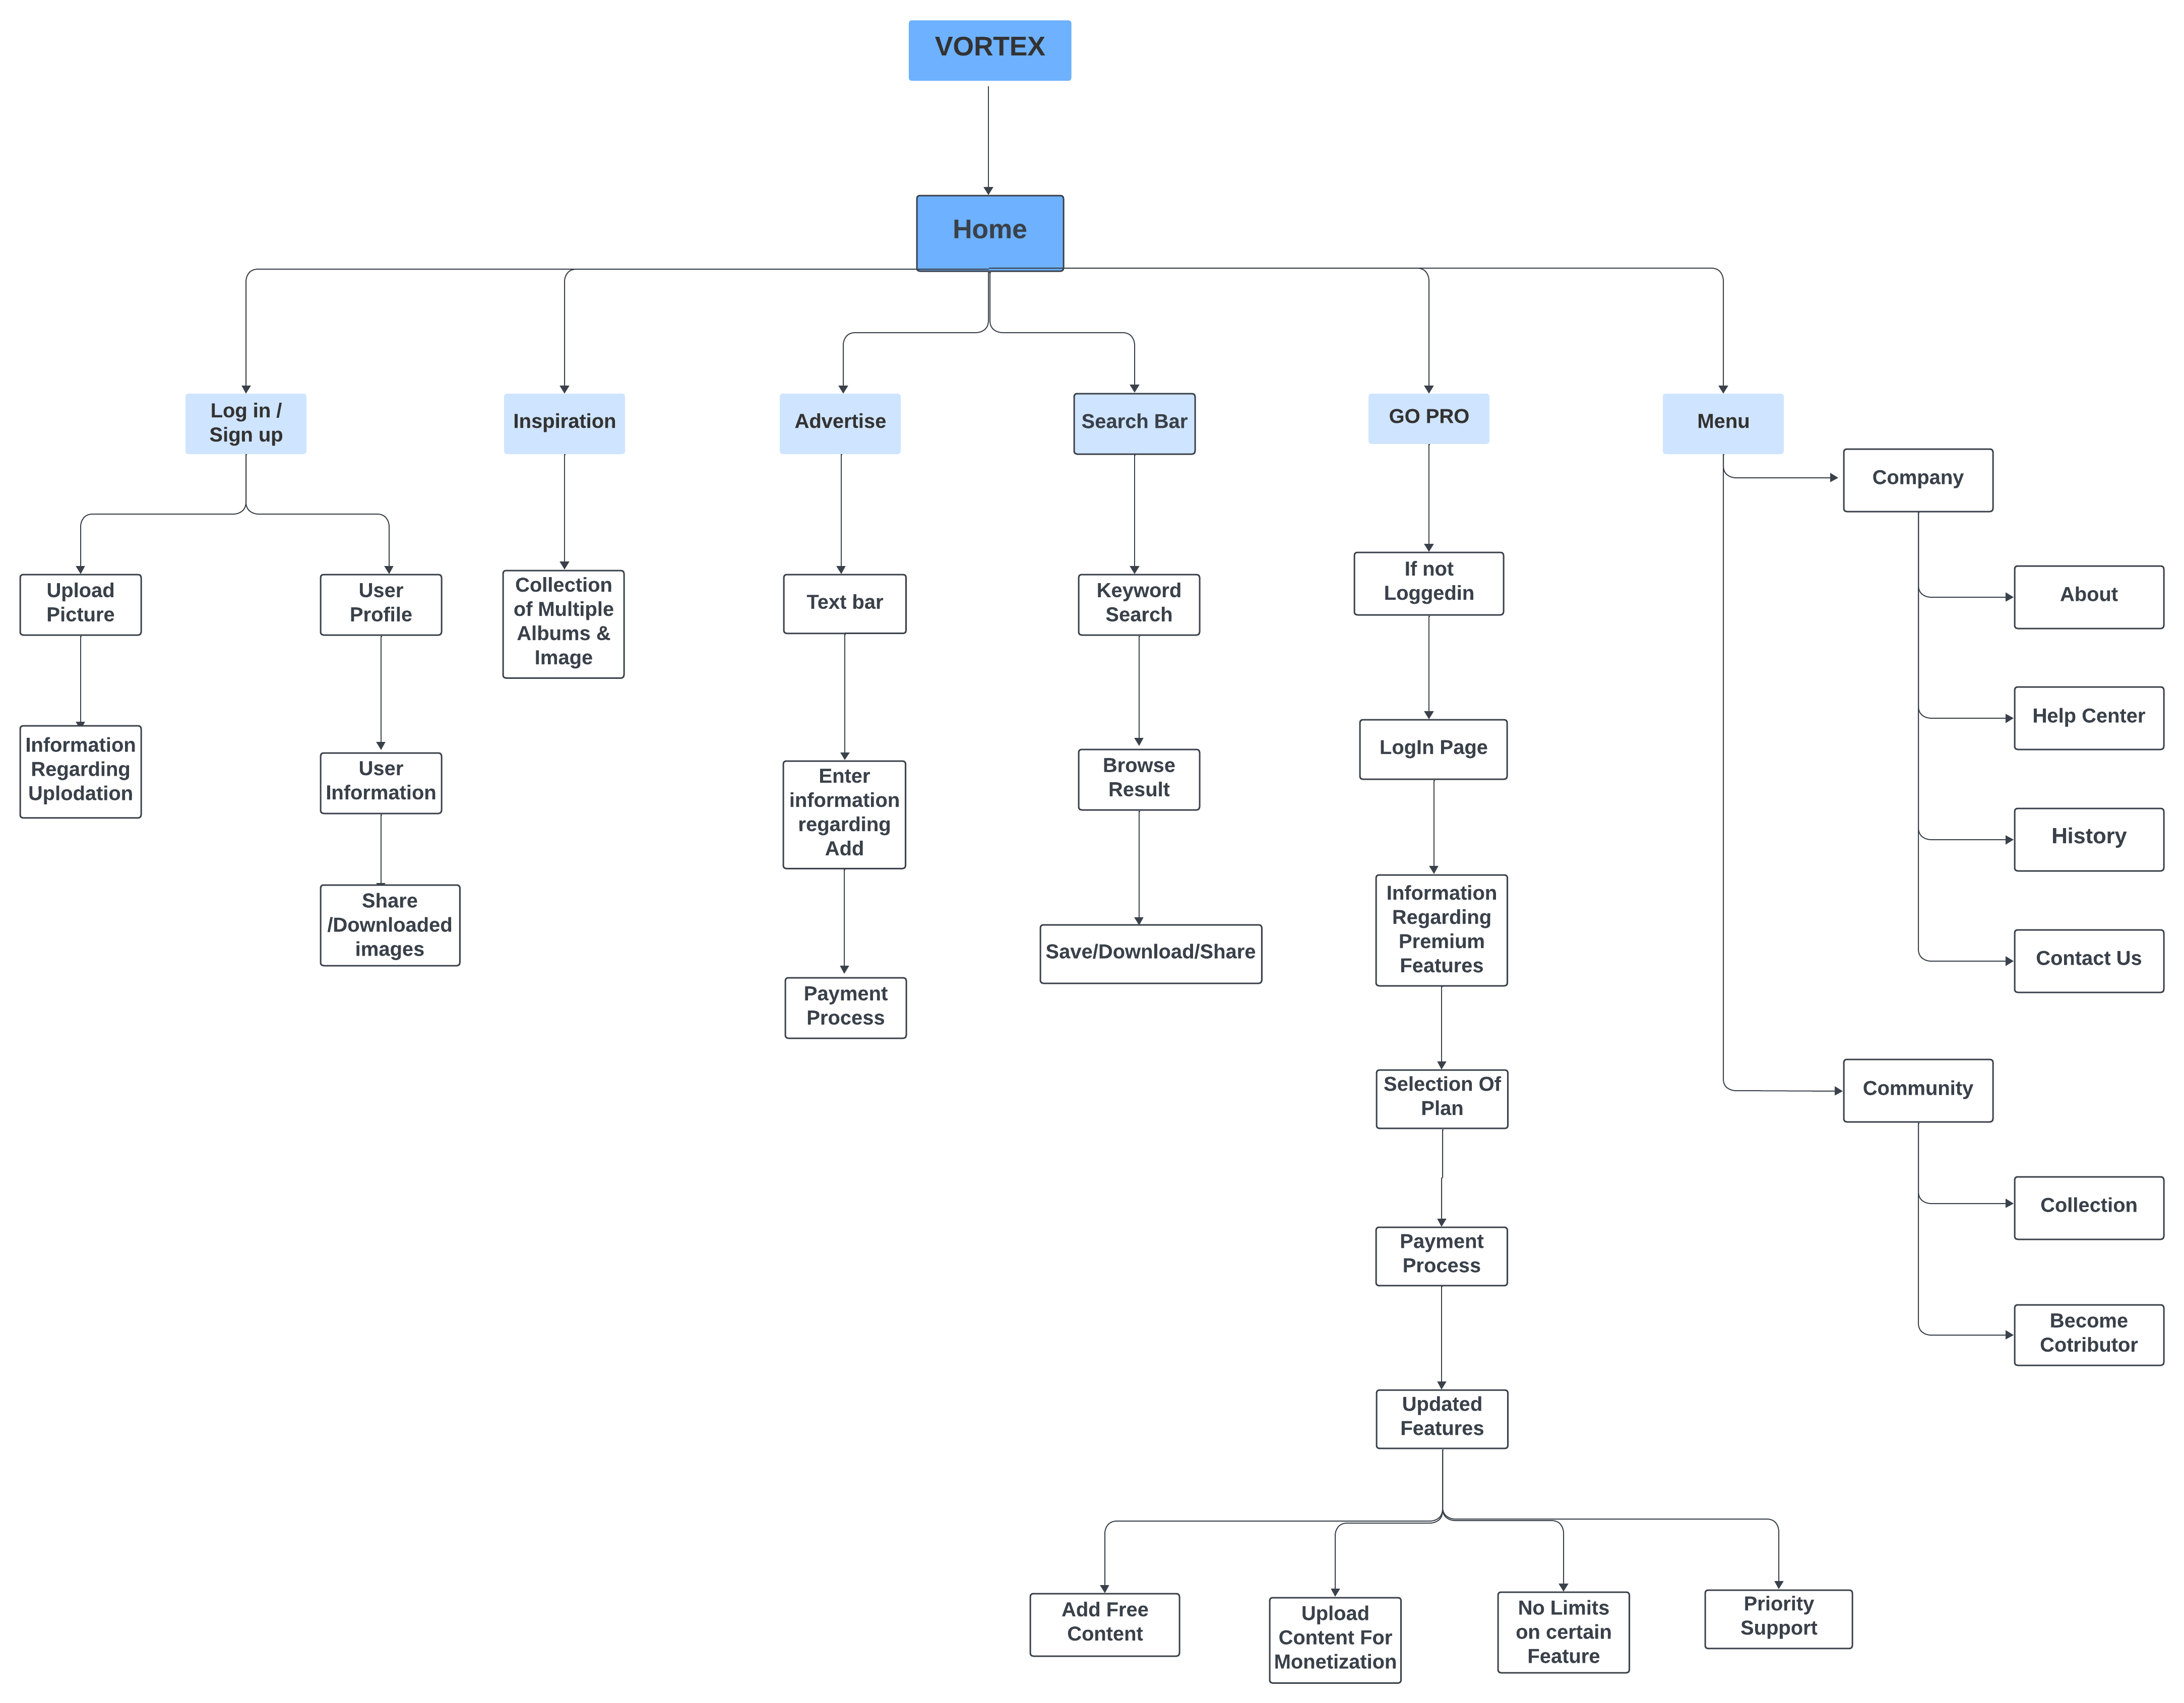 VORTEX
Home
Log in /
Sign up
Inspiration
Advertise
Search Bar
GO PRO
Menu
Company
About
Help Center
History
Contact Us
Community
Collection
Become
Cotributor
Upload
Picture
Information
Regarding
Uplodation
User
Profile
User
Information
Share
/Downloaded
images
Collection
of Multiple
Albums &
Image
Text bar
Enter
information
regarding
Add
Payment
Process
Keyword
Search
Browse
Result
Save/Download/Share
If not
Loggedin
LogIn Page
Information
Regarding
Premium
Features
Selection Of
Plan
Payment
Process
Updated
Features
Add Free
Content
Upload
Content For
Monetization
No Limits
on certain
Feature
Priority
Support